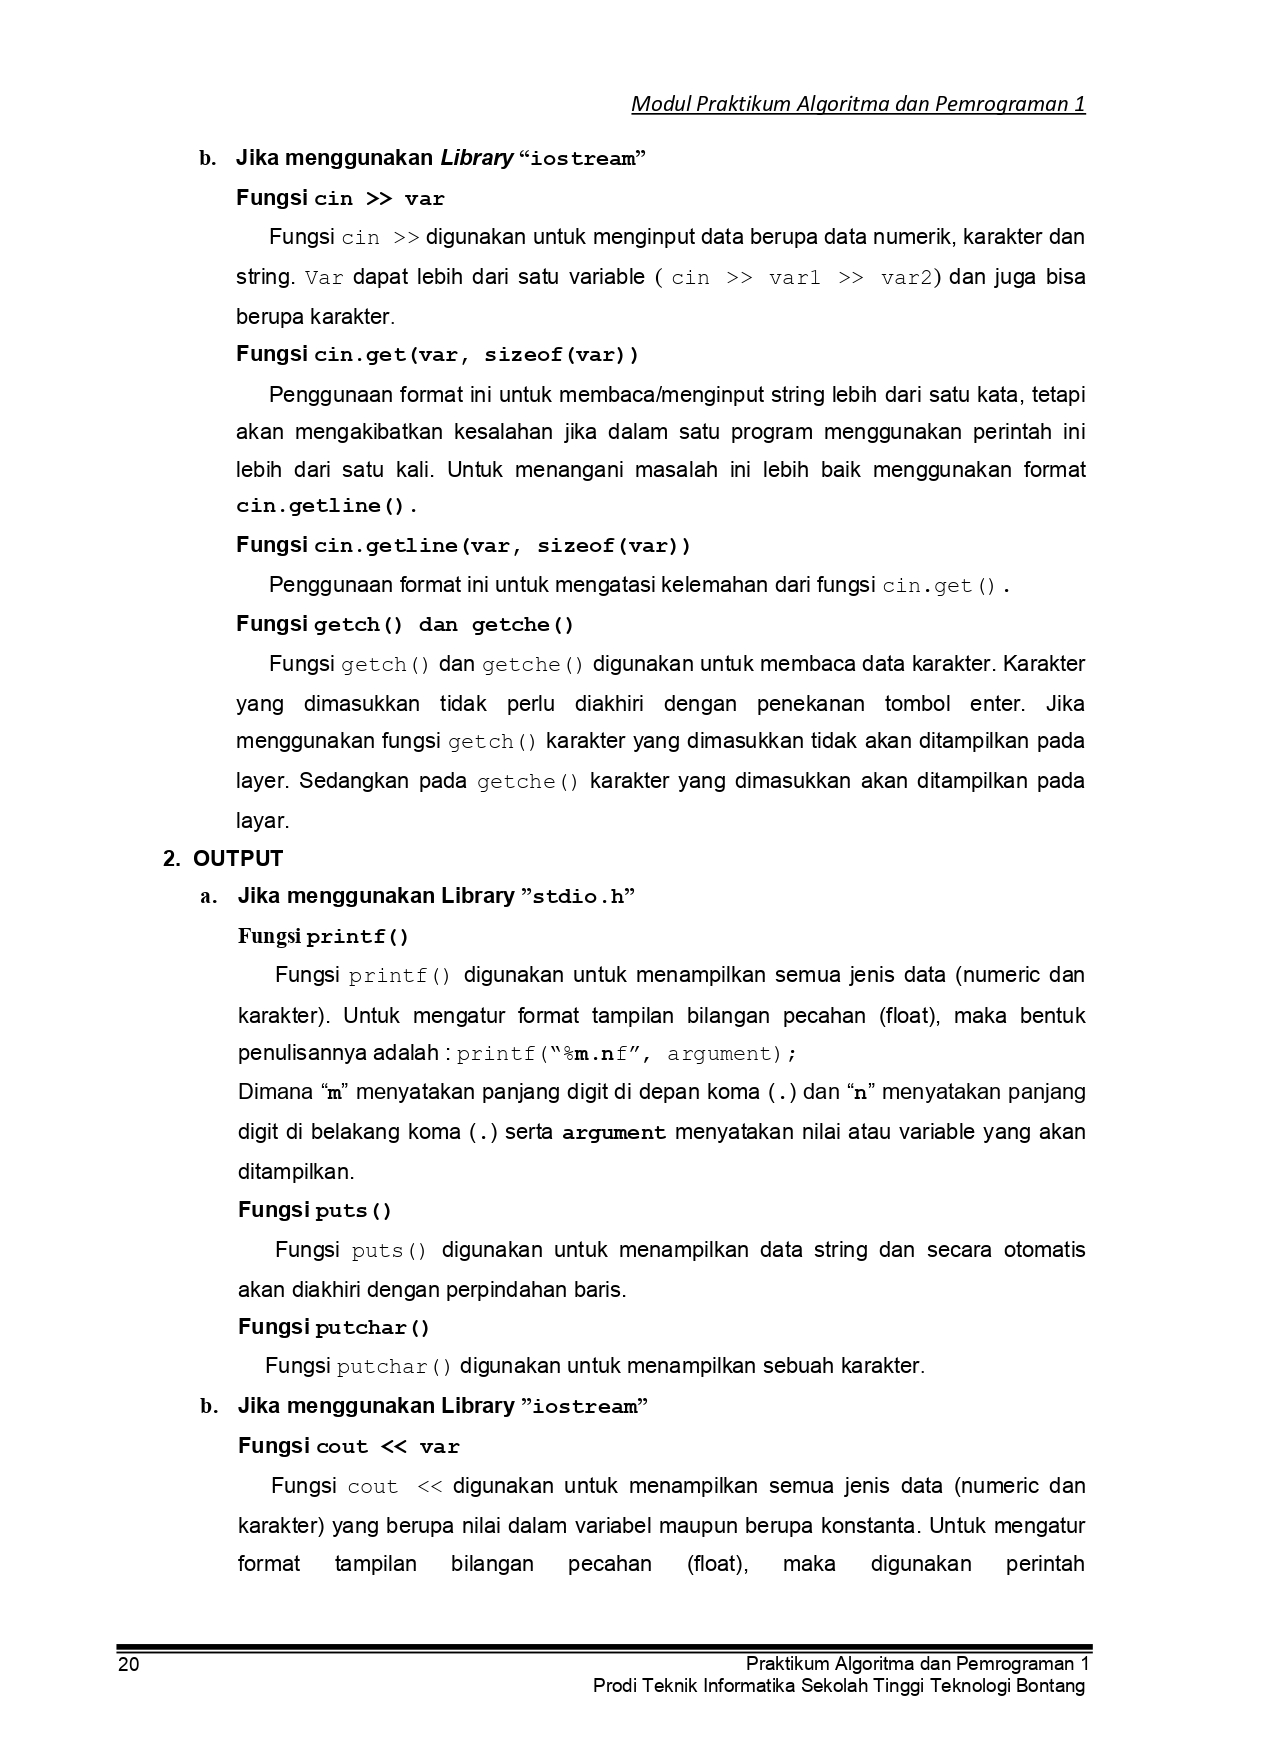 Modul Praktikum Algoritma dan Pemrograman 1
b. Jika menggunakan Library “iostream”
Fungsi cin >> var
Fungsi cin >> digunakan untuk menginput data berupa data numerik, karakter dan
string. Var dapat lebih dari satu variable ( cin >> var1 >> var2) dan juga bisa
berupa karakter.
Fungsi cin.get(var, sizeof(var))
Penggunaan format ini untuk membaca/menginput string lebih dari satu kata, tetapi
akan mengakibatkan kesalahan jika dalam satu program menggunakan perintah ini
lebih dari satu kali. Untuk menangani masalah ini lebih baik menggunakan format
cin.getline().
Fungsi cin.getline(var, sizeof(var))
Penggunaan format ini untuk mengatasi kelemahan dari fungsi cin.get().
Fungsi getch() dan getche()
Fungsi getch() dan getche() digunakan untuk membaca data karakter. Karakter
yang dimasukkan tidak perlu diakhiri dengan penekanan tombol enter. Jika
menggunakan fungsi getch() karakter yang dimasukkan tidak akan ditampilkan pada
layer. Sedangkan pada getche() karakter yang dimasukkan akan ditampilkan pada
layar.
2. OUTPUT
a. Jika menggunakan Library ”stdio.h”
Fungsi printf()
Fungsi printf() digunakan untuk menampilkan semua jenis data (numeric dan
karakter). Untuk mengatur format tampilan bilangan pecahan (float), maka bentuk
penulisannya adalah : printf(“%m.nf”, argument);
Dimana “m” menyatakan panjang digit di depan koma (.) dan “n” menyatakan panjang
digit di belakang koma (.) serta argument menyatakan nilai atau variable yang akan
ditampilkan.
Fungsi puts()
Fungsi puts() digunakan untuk menampilkan data string dan secara otomatis
akan diakhiri dengan perpindahan baris.
Fungsi putchar()
Fungsi putchar() digunakan untuk menampilkan sebuah karakter.
b. Jika menggunakan Library ”iostream”
Fungsi cout << var
Fungsi cout << digunakan untuk menampilkan semua jenis data (numeric dan
karakter) yang berupa nilai dalam variabel maupun berupa konstanta. Untuk mengatur
format tampilan bilangan pecahan (float), maka digunakan perintah
20 Praktikum Algoritma dan Pemrograman 1
Prodi Teknik Informatika Sekolah Tinggi Teknologi Bontang